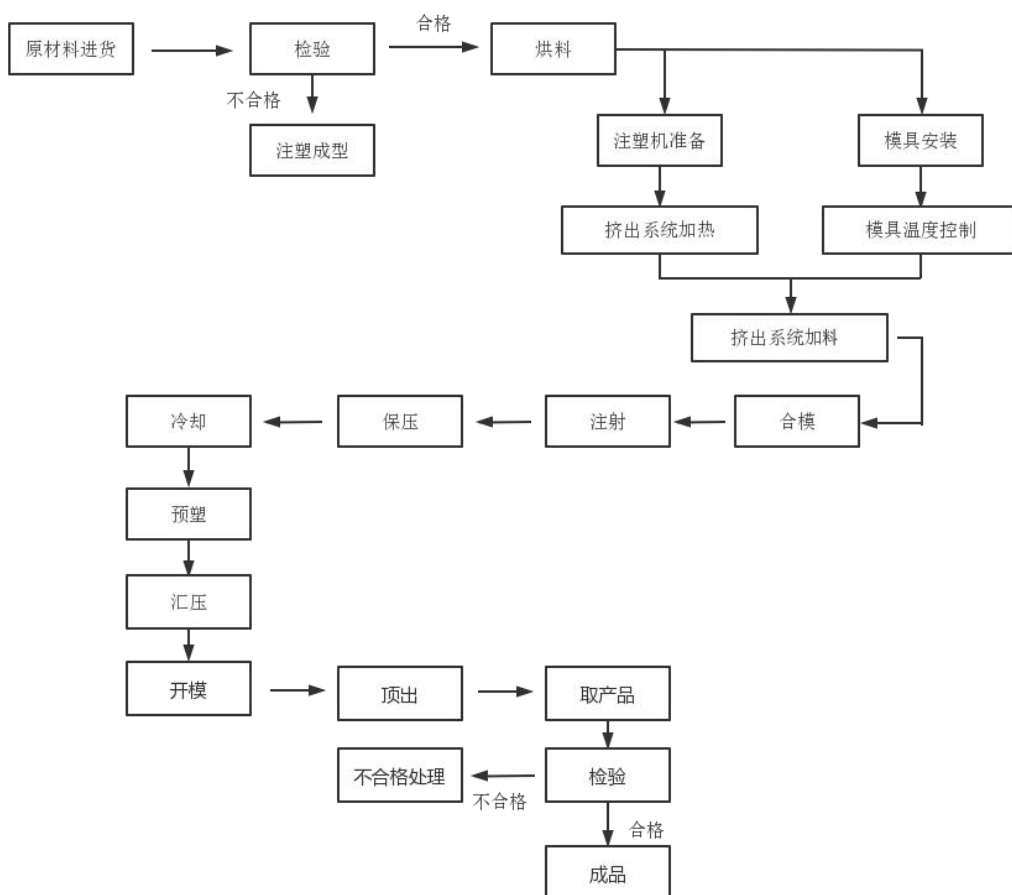 原材料进货
检验
合格
烘料
不合格
注塑成型
注塑机准备
模具安装
挤出系统加热
模具温度控制
挤出系统加料
冷却
保压
注射
合模
预塑
汇压
开模
顶出
取产品
不合格处理
检验
不合格
合格
成品